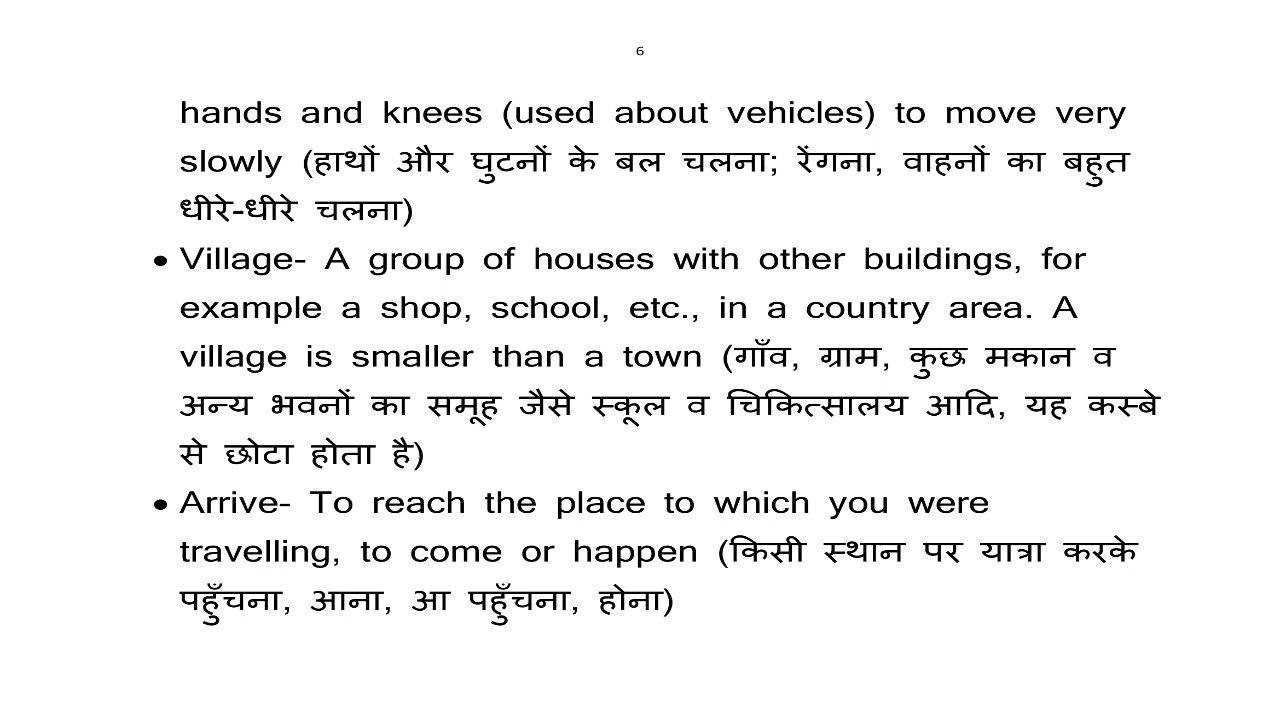 6
hands and knees (used about vehicles) to move very
slowly (हाथों और घुटनों के बल चलना; रेंगना, वाहनों का बहुत
धीरे-धीरे चलना)
• Village- A group of houses with other buildings, for
example a shop, school, etc., in a country area. A
village is smaller than a town (गाँव, ग्राम, कुछ मकान व
अन्य भवनों का समूह जैसे स्कूल व चिकित्सालय आदि, यह कस्बे
से छोटा होता है)
• Arrive- To reach the place to which you were
travelling, to come or happen (किसी स्थान पर यात्रा करके
पहुँचना, आना, आ पहुँचना, होना)